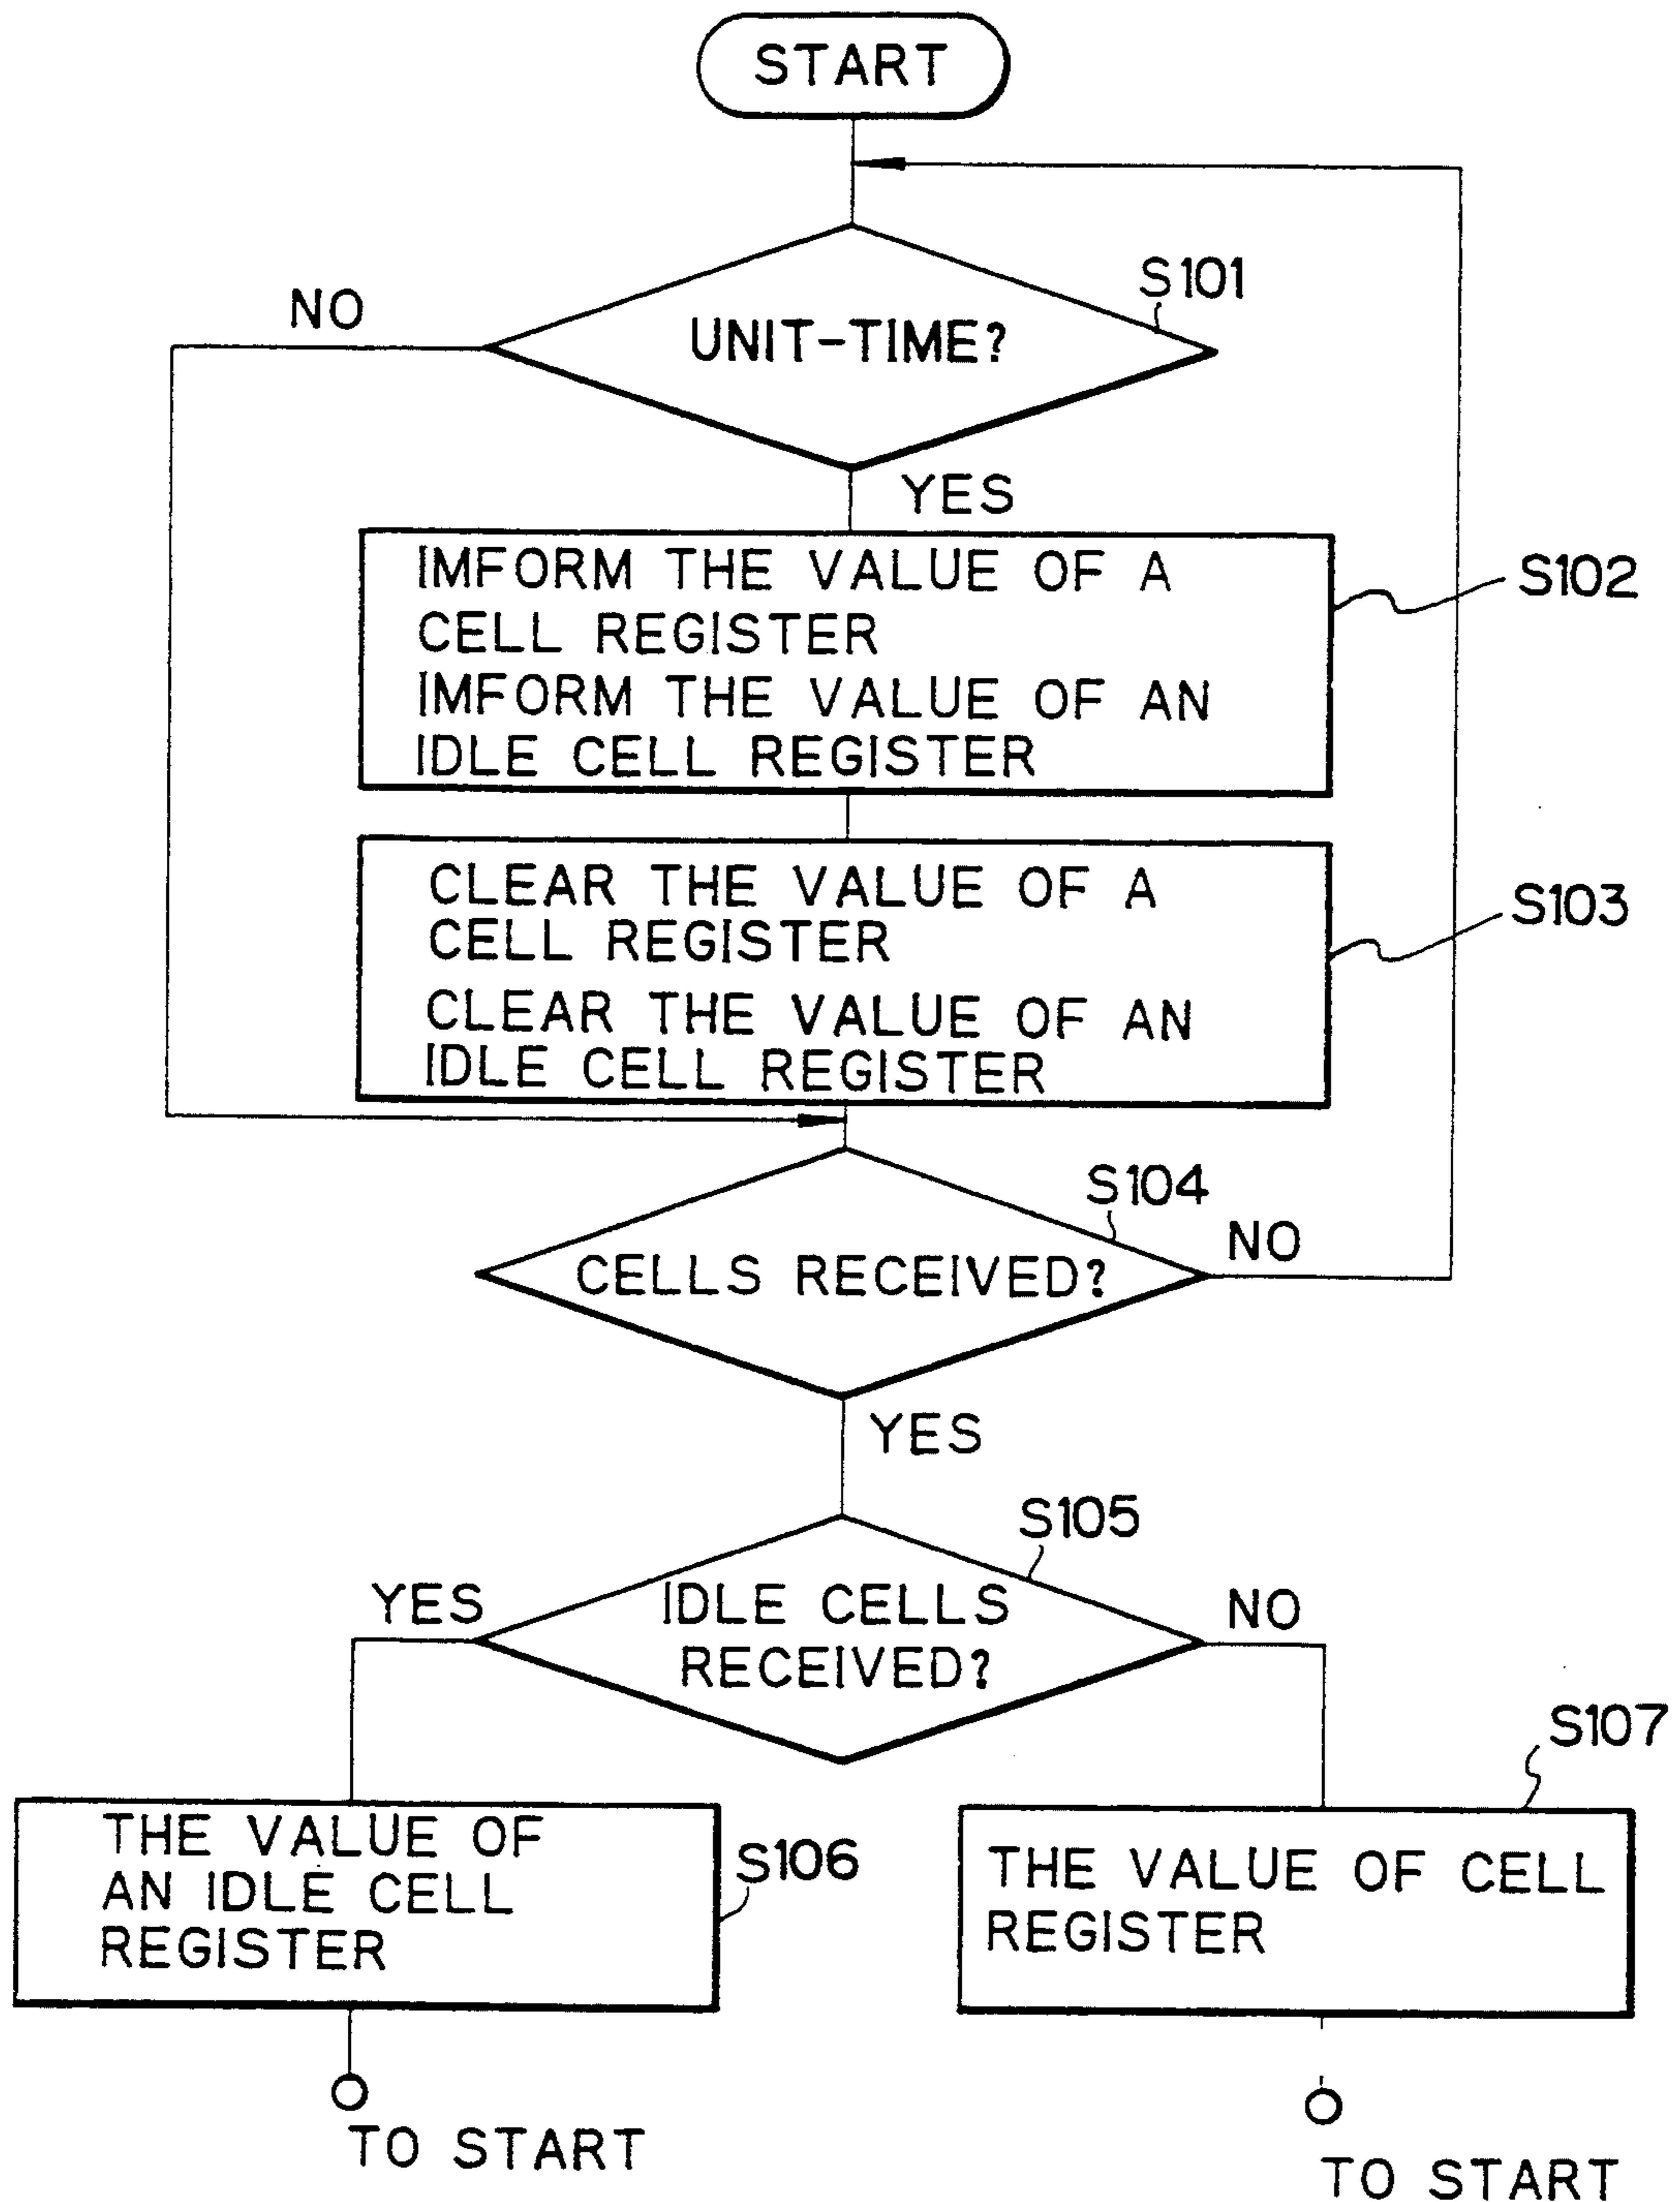 START
S101
NO
UNIT-TIME?
YES
IMFORM THE VALUE OF A
CELL REGISTER
IMFORM THE VALUE OF AN
IDLE CELL REGISTER
S102
CLEAR THE VALUE OF A
CELL REGISTER
CLEAR THE VALUE OF AN
IDLE CELL REGISTER
S103
S104
NO
CELLS RECEIVED?
YES
S105
YES
IDLE CELLS
RECEIVED?
NO
S107
THE VALUE OF
AN IDLE CELL
REGISTER
S106
THE VALUE OF CELL
REGISTER
TO START
TO START